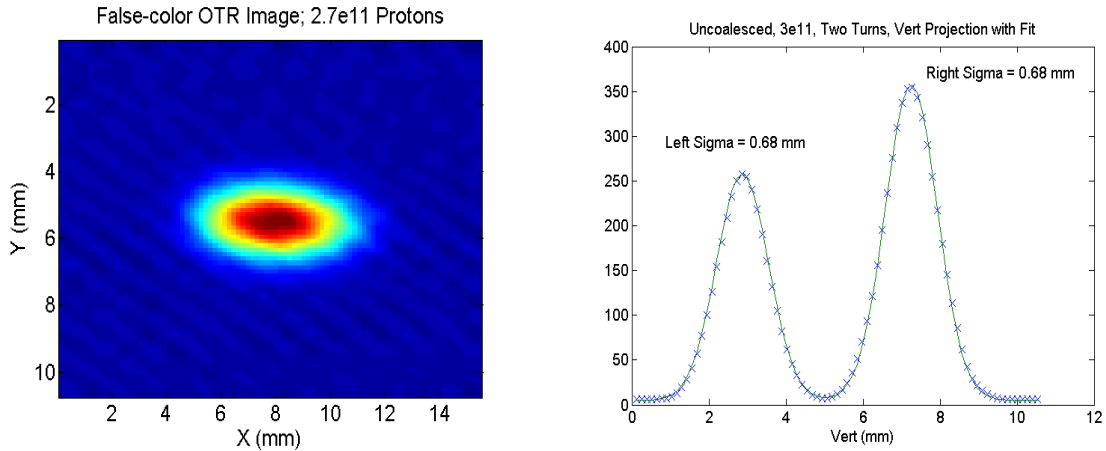 False-color OTR Image; 2.7e11 Protons
Y (mm)
2
4
6
8
10
2 4 6 8 10 12 14
X (mm)
Uncoalesced, 3e11, Two Turns, Vert Projection with Fit
400
350
300
250
200
150
100
50
0
Right Sigma = 0.68 mm
Left Sigma = 0.68 mm
0 2 4 6 8 10 12
Vert (mm)